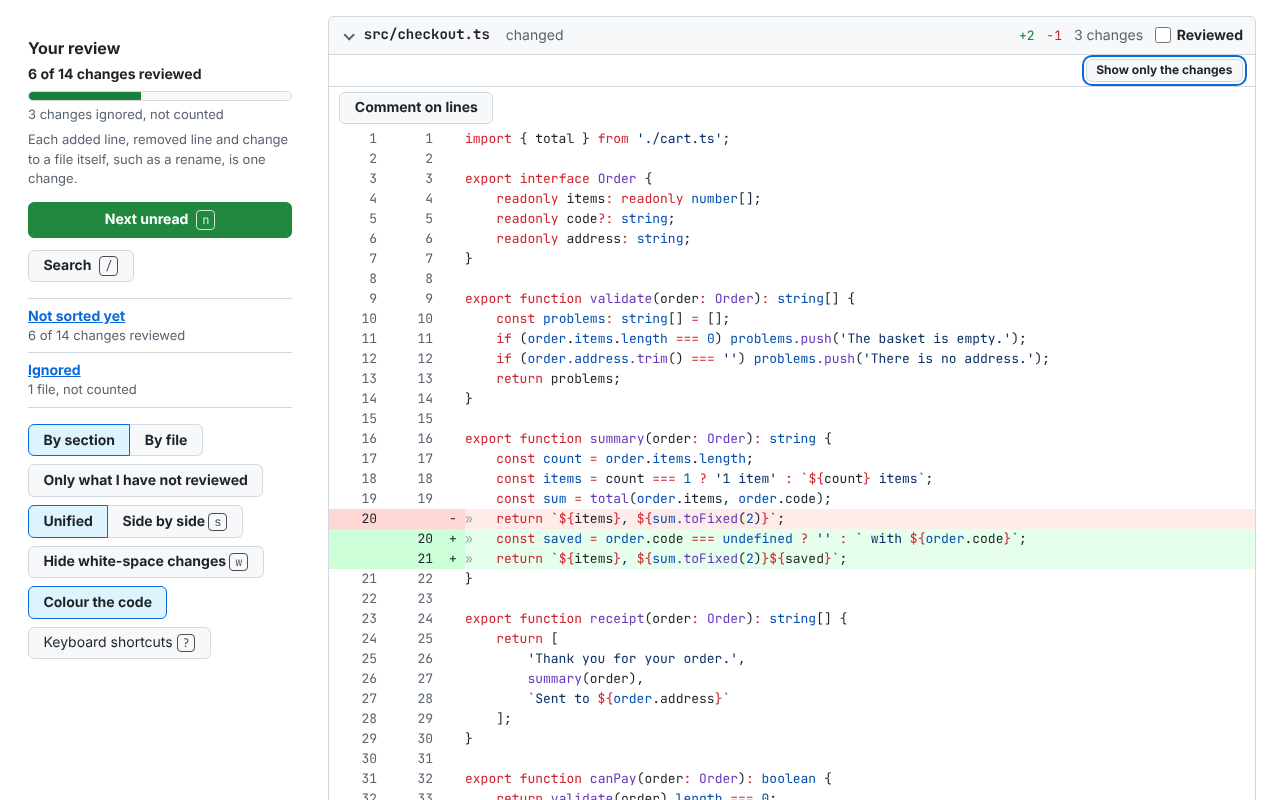 Your review
6 of 14 changes reviewed
3 changes ignored, not counted
Each added line, removed line and change
to a file itself, such as a rename, is one
change.
Next unread n
Search /
Not sorted yet
6 of 14 changes reviewed
Ignored
1 file, not counted
By section By file
Only what I have not reviewed
Unified Side by side s
Hide white-space changes w
Colour the code
Keyboard shortcuts ?
src/checkout.ts changed +2 -1 3 changes Reviewed
Show only the changes
Comment on lines
1 1 import { total } from './cart.ts';
2 2
3 3 export interface Order {
4 4 readonly items: readonly number[];
5 5 readonly code?: string;
6 6 readonly address: string;
7 7 }
8 8
9 9 export function validate(order: Order): string[] {
10 10 const problems: string[] = [];
11 11 if (order.items.length === 0) problems.push('The basket is empty.');
12 12 if (order.address.trim() === '') problems.push('There is no address.');
13 13 return problems;
14 14 }
15 15
16 16 export function summary(order: Order): string {
17 17 const count = order.items.length;
18 18 const items = count === 1 ? '1 item' : `${count} items`;
19 19 const sum = total(order.items, order.code);
20 - » return `${items}, ${sum.toFixed(2)}`;
20 + » const saved = order.code === undefined ? '' : ` with ${order.code}`;
21 + » return `${items}, ${sum.toFixed(2)}${saved}`;
21 22 }
22 23
23 24 export function receipt(order: Order): string[] {
24 25 return [
25 26 'Thank you for your order.',
26 27 summary(order),
27 28 `Sent to ${order.address}`
28 29 ];
29 30 }
30 31
31 32 export function canPay(order: Order): boolean {
32 33 return validate(order).length === 0;